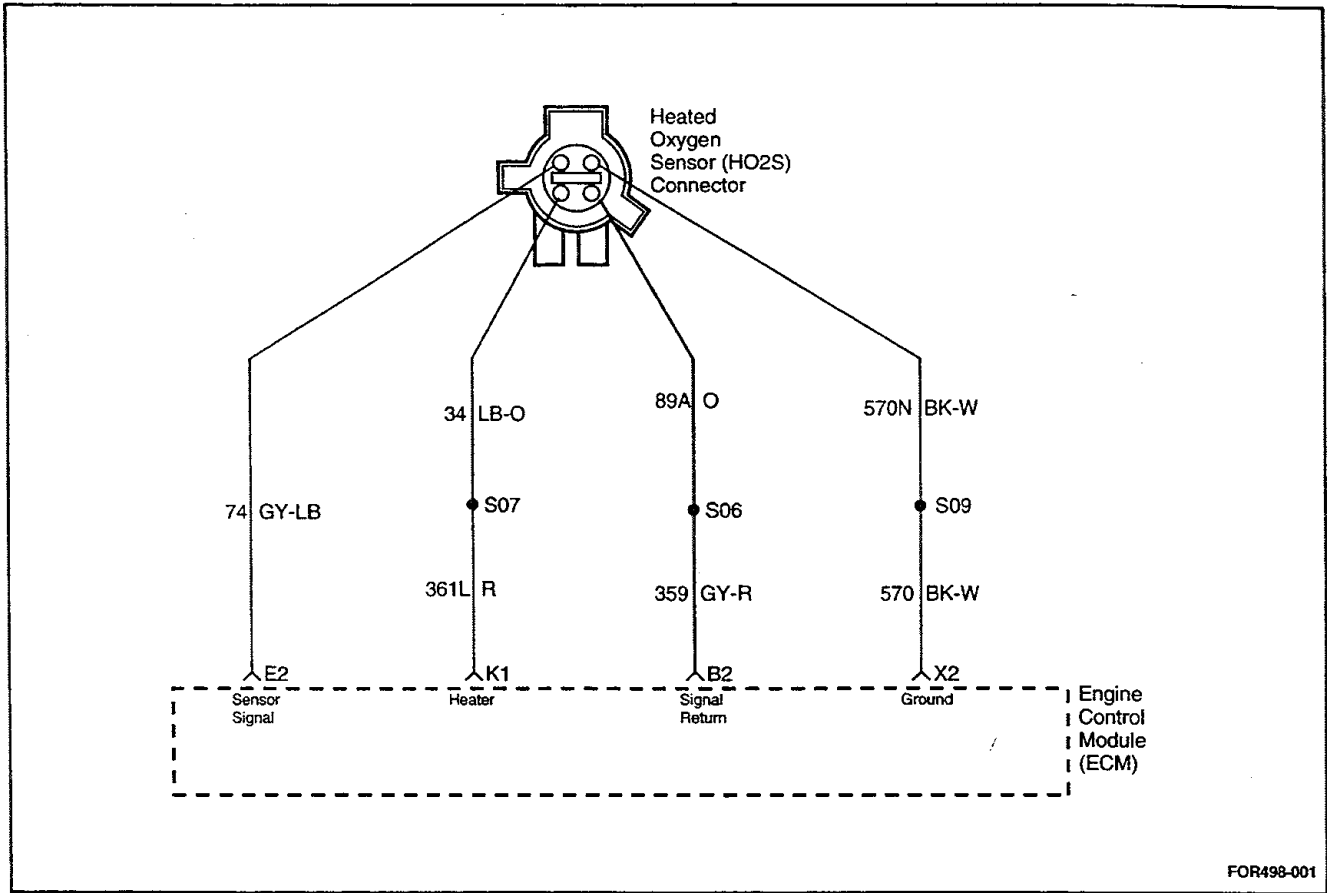 Heated
Oxygen
Sensor (HO2S)
Connector
89A O
34 LB-O
570N BK-W
74 GY-LB
S07
S06
S09
361L R
359 GY-R
570 BK-W
E2
K1
B2
X2
Sensor
Signal
Heater
Signal
Return
Ground
Engine
Control
Module
(ECM)
FOR498-001